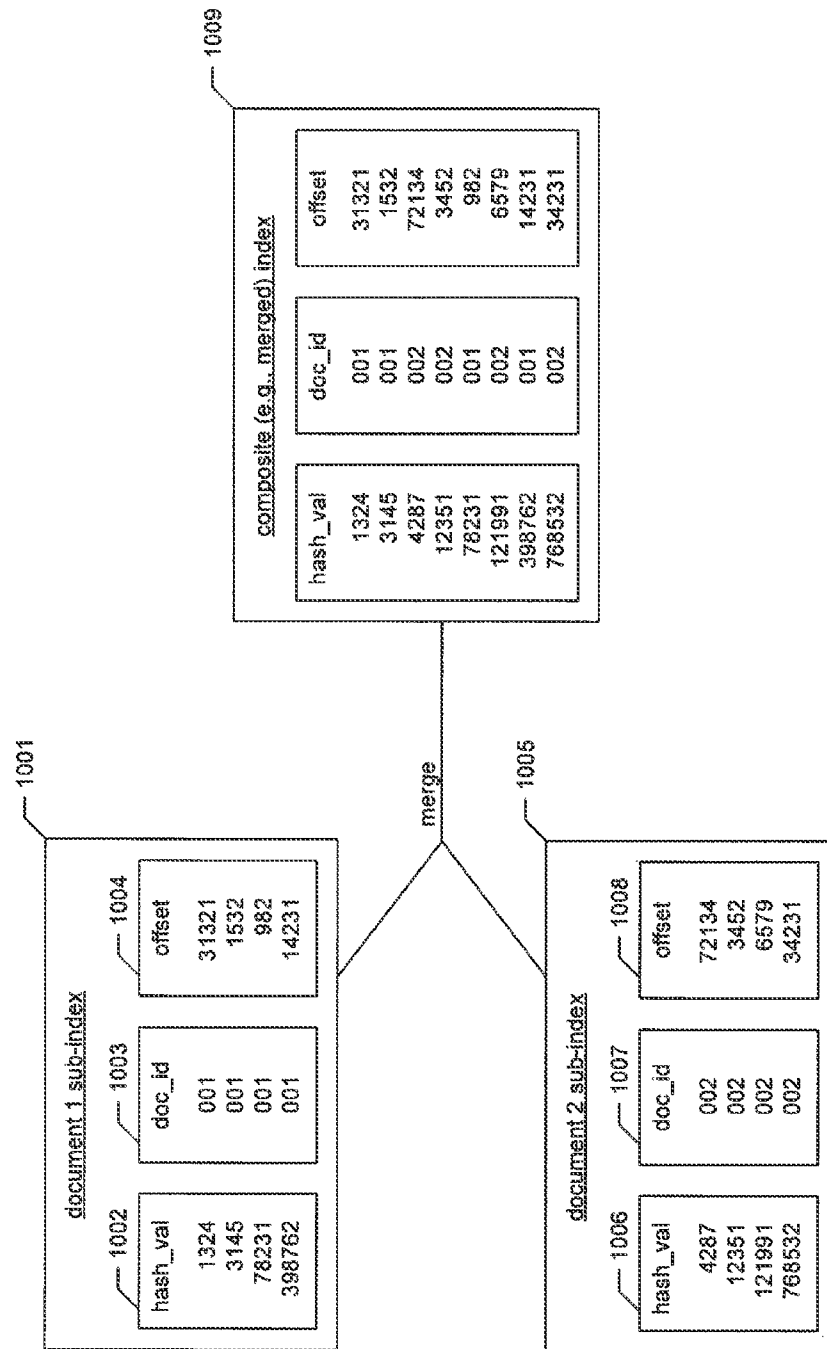 1001
document 1 sub-index
1002
1003
1004
hash_val doc_id offset
1324 001 31321
3145 001 1532
78231 001 982
398762 001 14231
merge
1005
document 2 sub-index
1006
1007
1008
hash_val doc_id offset
4287 002 72134
12351 002 3452
121991 002 6579
768532 002 34231
1009
composite (e.g., merged) index
hash_val doc_id offset
1324 001 31321
3145 001 1532
4287 002 72134
12351 002 3452
78231 001 982
121991 002 6579
398762 001 14231
768532 002 34231